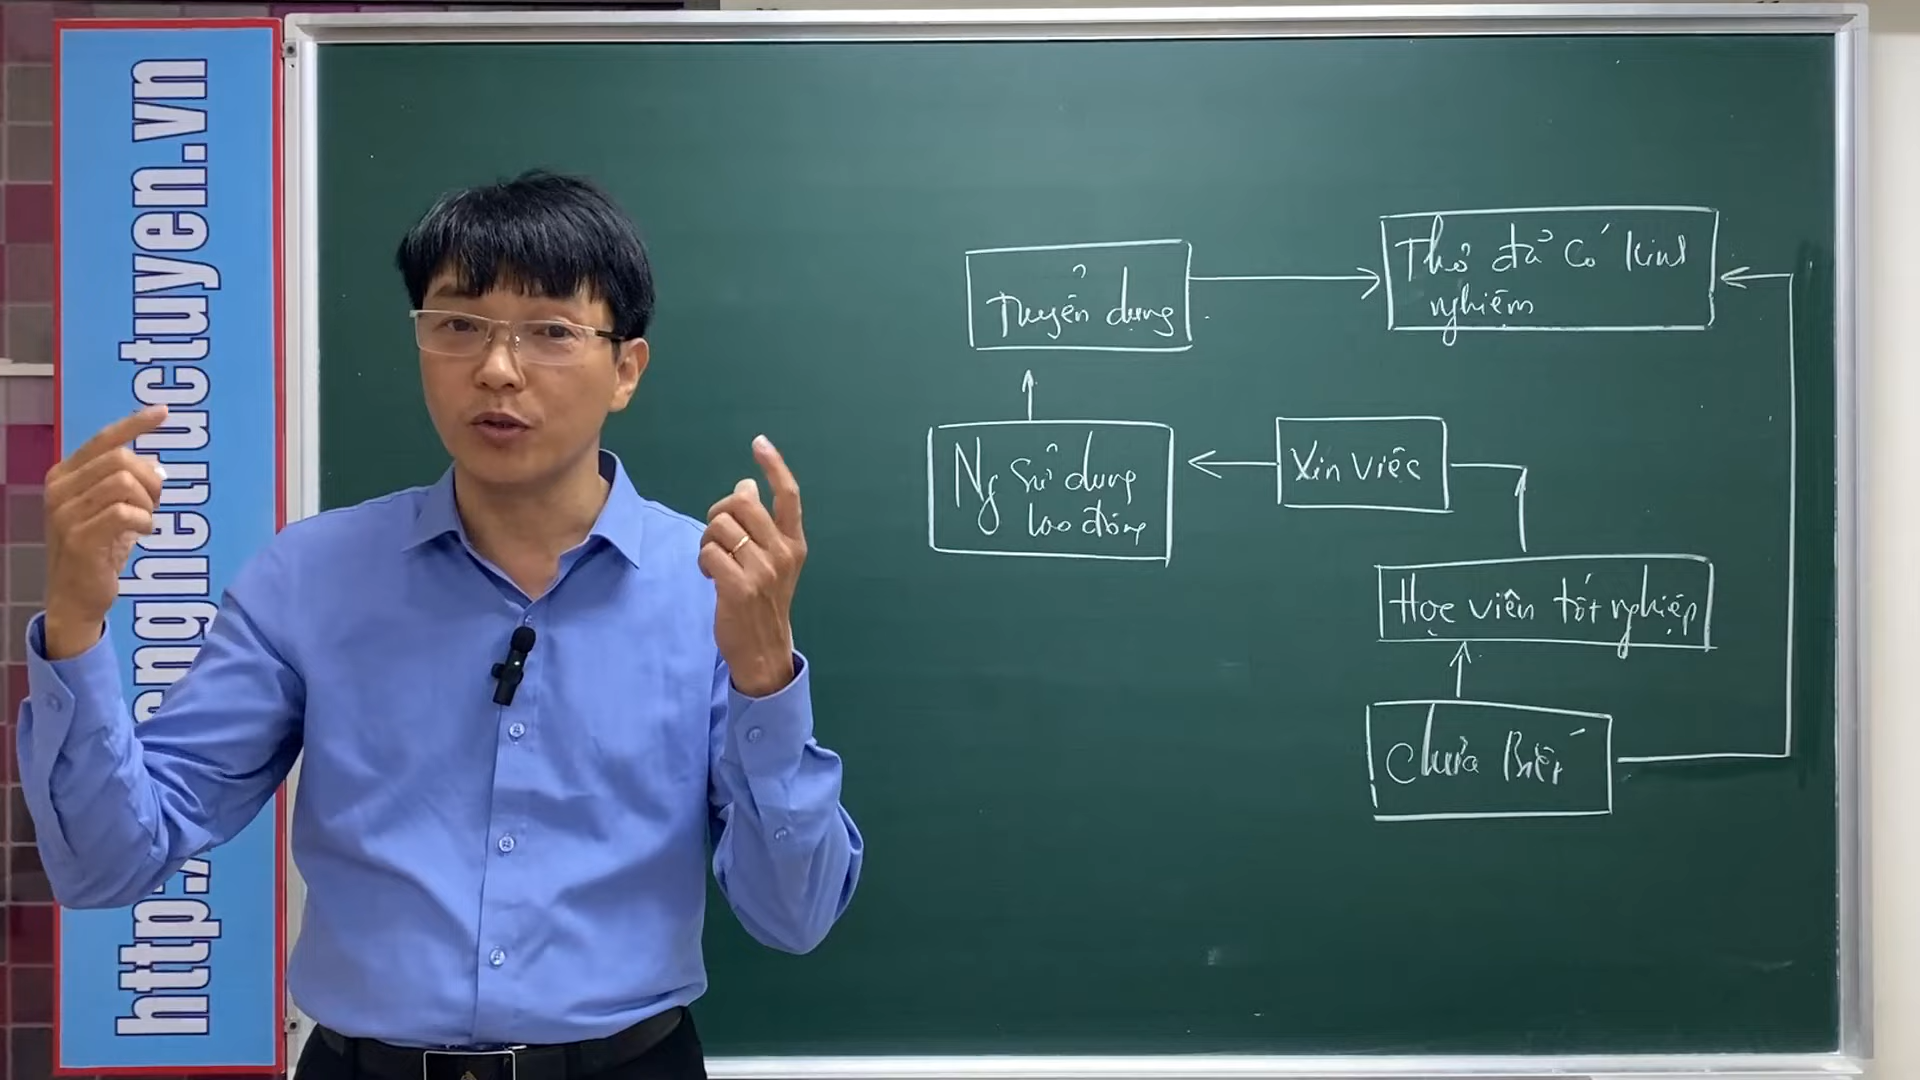 Tuyển dụng
Thợ đã có kinh
nghiệm
Ng sử dụng
lao động
Xin việc
Học viên tốt nghiệp
Chưa Biết
http:/
nghetructuyen.vn